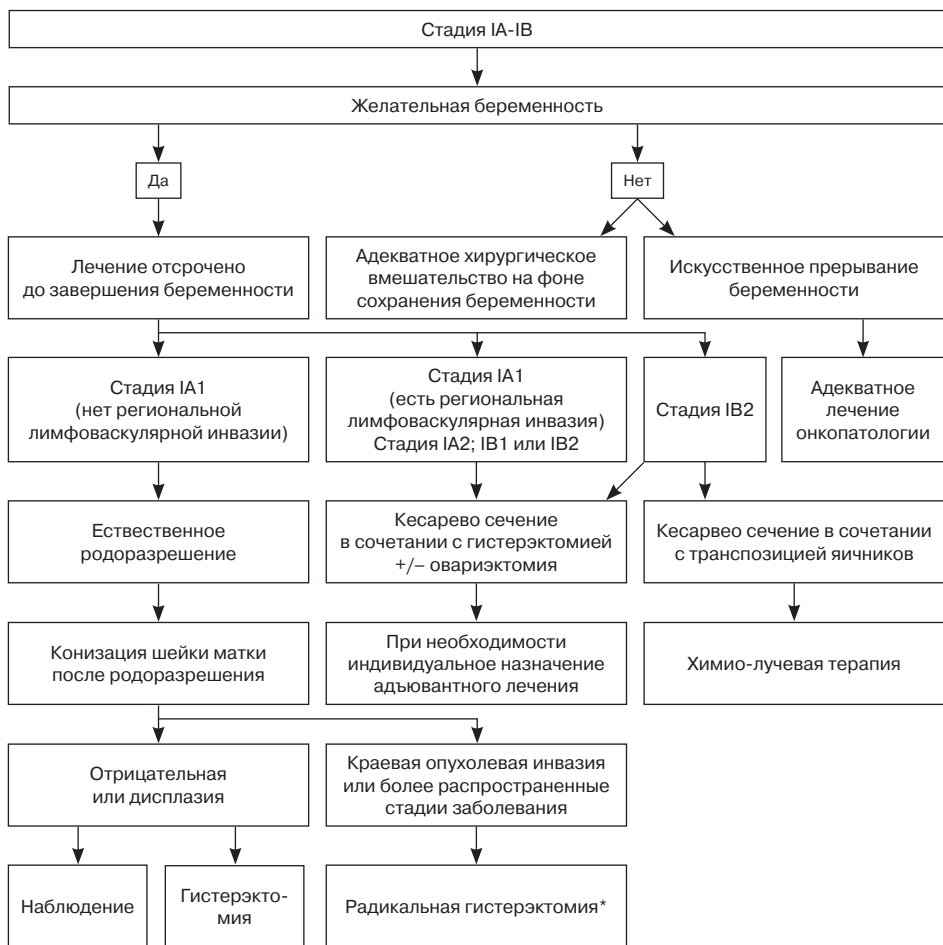 Стадия IA-IB
Желательная беременность
Да
Нет
Лечение отсрочено
до завершения беременности
Адекватное хирургическое
вмешательство на фоне
сохранения беременности
Искусственное прерывание
беременности
Стадия IA1
(нет региональной
лимфоваскулярной инвазии)
Стадия IA1
(есть региональная
лимфоваскулярная инвазия)
Стадия IA2; IB1 или IB2
Стадия IB2
Адекватное
лечение
онкопатологии
Ествественное
родоразрешение
Кесарево сечение
в сочетании с гистерэктомией
+/− овариэктомия
Кесарвео сечение в сочетании
с транспозицией яичников
Конизация шейки матки
после родоразрешения
При необходимости
индивидуальное назначение
адъювантного лечения
Химио-лучевая терапия
Отрицательная
или дисплазия
Краевая опухолевая инвазия
или более распространенные
стадии заболевания
Наблюдение
Гистерэкто-
мия
Радикальная гистерэктомия*